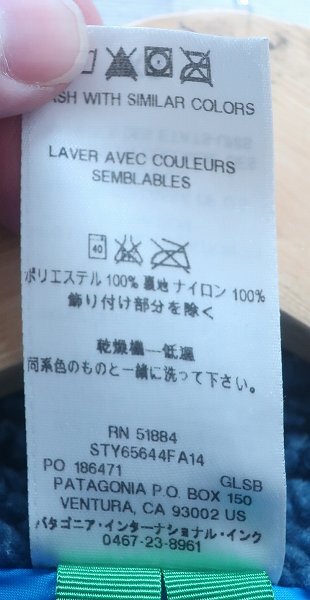 WASH WITH SIMILAR COLORS
LAVER AVEC COULEURS
SEMBLABLES
40
ポリエステル 100% 裏地 ナイロン 100%
飾り付け部分を除く
乾燥機ー低温
同系色のものと一緒に洗って下さい。
RN 51884
STY65644FA14
PO 186471 GLSB
PATAGONIA P.O. BOX 150
VENTURA, CA 93002 US
パタゴニア・インターナショナル・インク
0467-23-8961